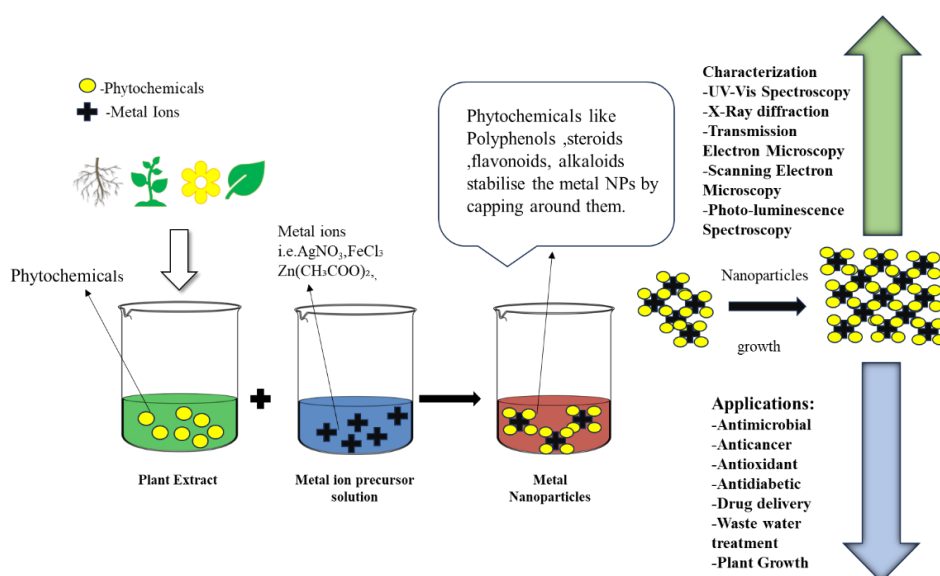 -Phytochemicals
-Metal Ions
Phytochemicals
Metal ions
i.e.AgNO₃,FeCl₃
Zn(CH₃COO)₂,,
Phytochemicals like
Polyphenols ,steroids
,flavonoids, alkaloids
stabilise the metal NPs by
capping around them.
Plant Extract
Metal ion precursor
solution
Metal
Nanoparticles
Nanoparticles
growth
Characterization
-UV-Vis Spectroscopy
-X-Ray diffraction
-Transmission
Electron Microscopy
-Scanning Electron
Microscopy
-Photo-luminescence
Spectroscopy
Applications:
-Antimicrobial
-Anticancer
-Antioxidant
-Antidiabetic
-Drug delivery
-Waste water
treatment
-Plant Growth